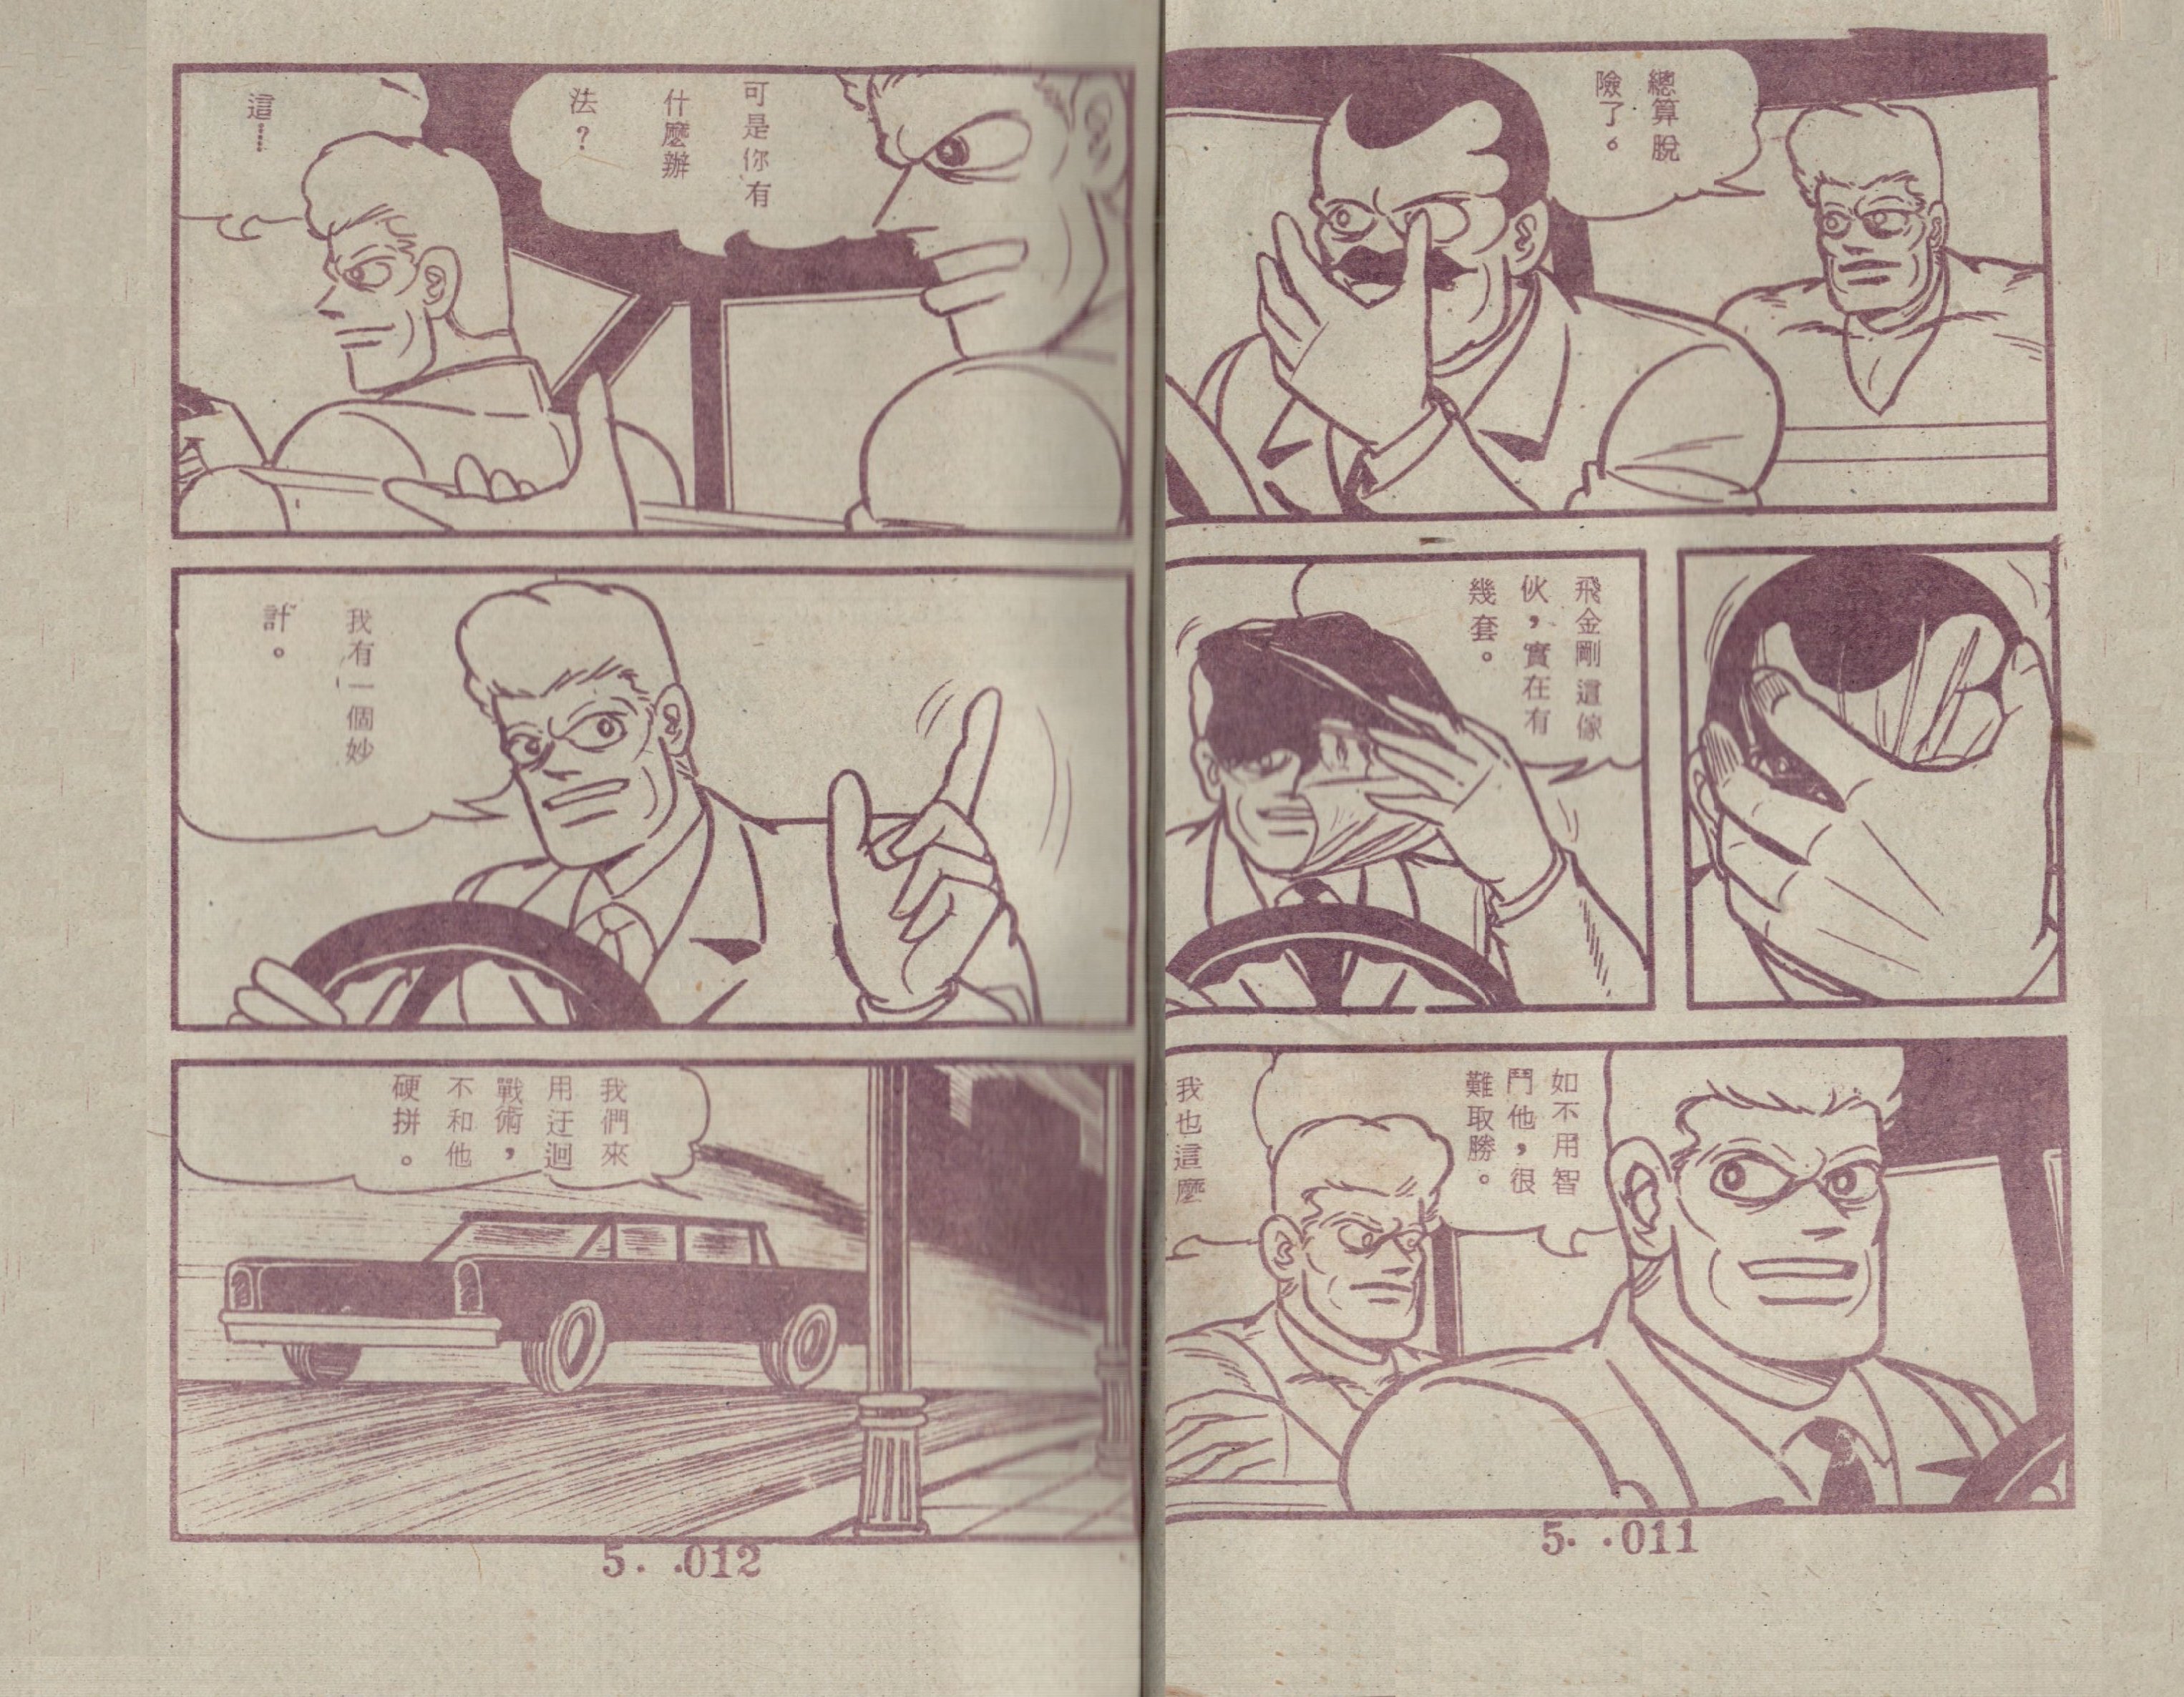 總算脫
險了。
飛金剛這傢
伙，實在有
幾套。
如不用智
鬥他，很
難取勝。
我也這麼
5. .011
可是你有
什麼辦
法？
這……
我有一個妙
計。
我們來
用迂迴
戰術，
不和他
硬拼。
5. .012